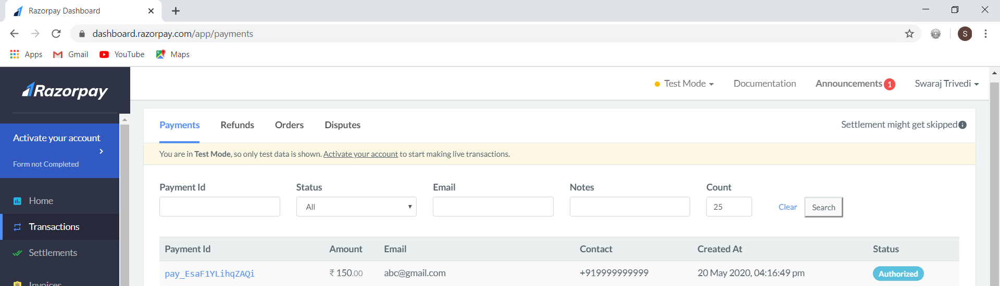 Razorpay Dashboard
dashboard.razorpay.com/app/payments
S
Apps Gmail YouTube Maps
Razorpay
Test Mode Documentation Announcements 1 Swaraj Trivedi
Activate your account
Form not Completed
Home
Transactions
Settlements
Invoices
Payments Refunds Orders Disputes Settlement might get skipped
You are in Test Mode, so only test data is shown. Activate your account to start making live transactions.
Payment Id Status Email Notes Count
All 25 Clear Search
Payment Id Amount Email Contact Created At Status
pay_EsaF1YLihqZAQi ₹ 150.00 abc@gmail.com +919999999999 20 May 2020, 04:16:49 pm Authorized